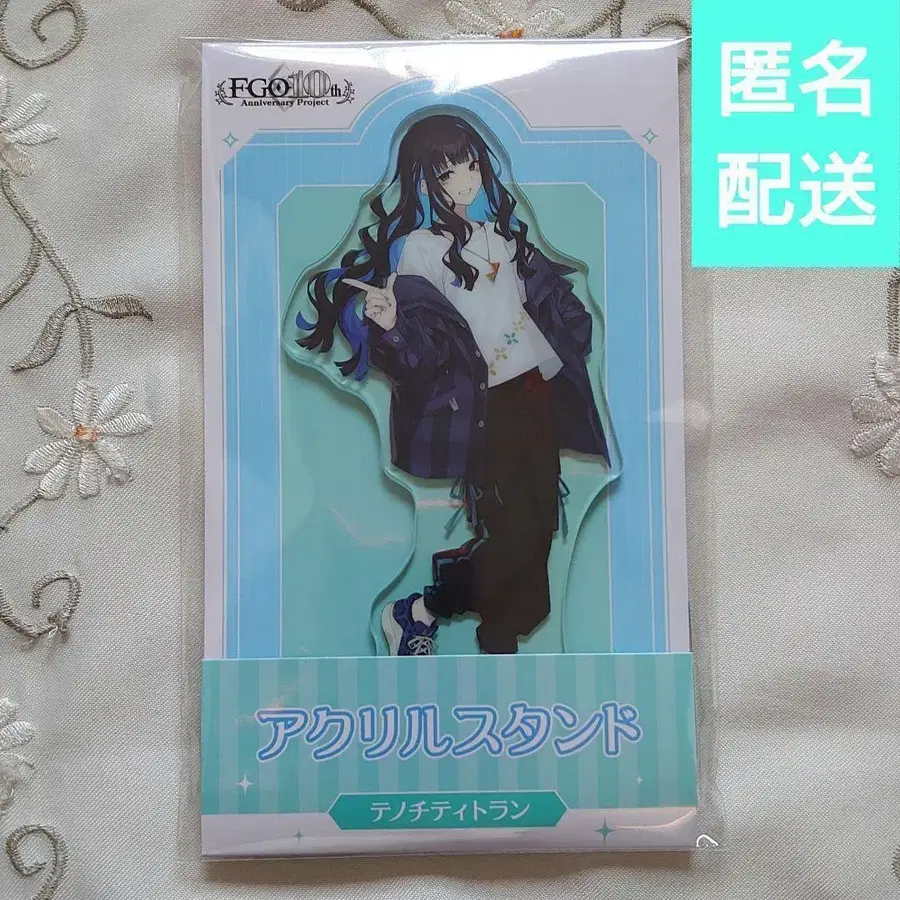 匿名
配送
FGO 10th
Anniversary Project
アクリルスタンド
テノチティトラン